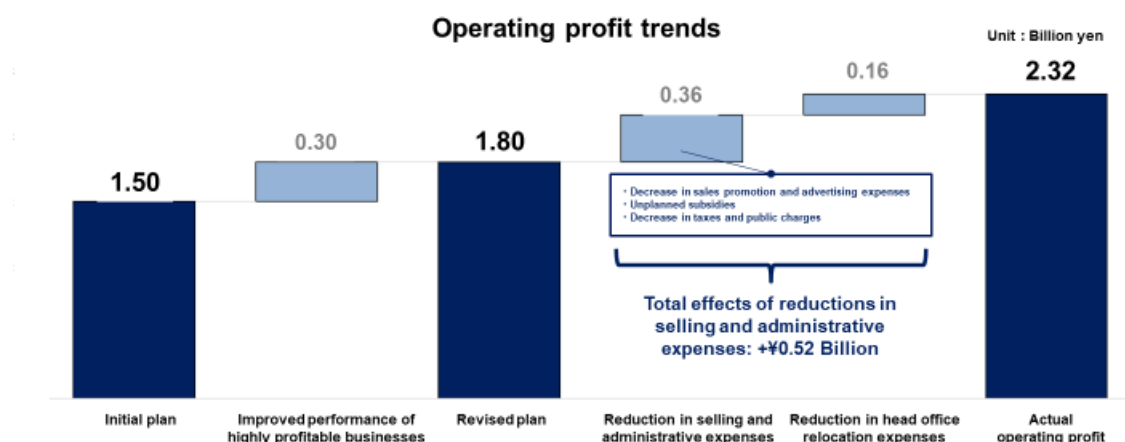 Operating profit trends
Unit : Billion yen
1.50
0.30
1.80
0.36
0.16
2.32
・Decrease in sales promotion and advertising expenses
・Unplanned subsidies
・Decrease in taxes and public charges
Total effects of reductions in
selling and administrative
expenses: +¥0.52 Billion
Initial plan
Improved performance of
highly profitable businesses
Revised plan
Reduction in selling and
administrative expenses
Reduction in head office
relocation expenses
Actual
operating profit